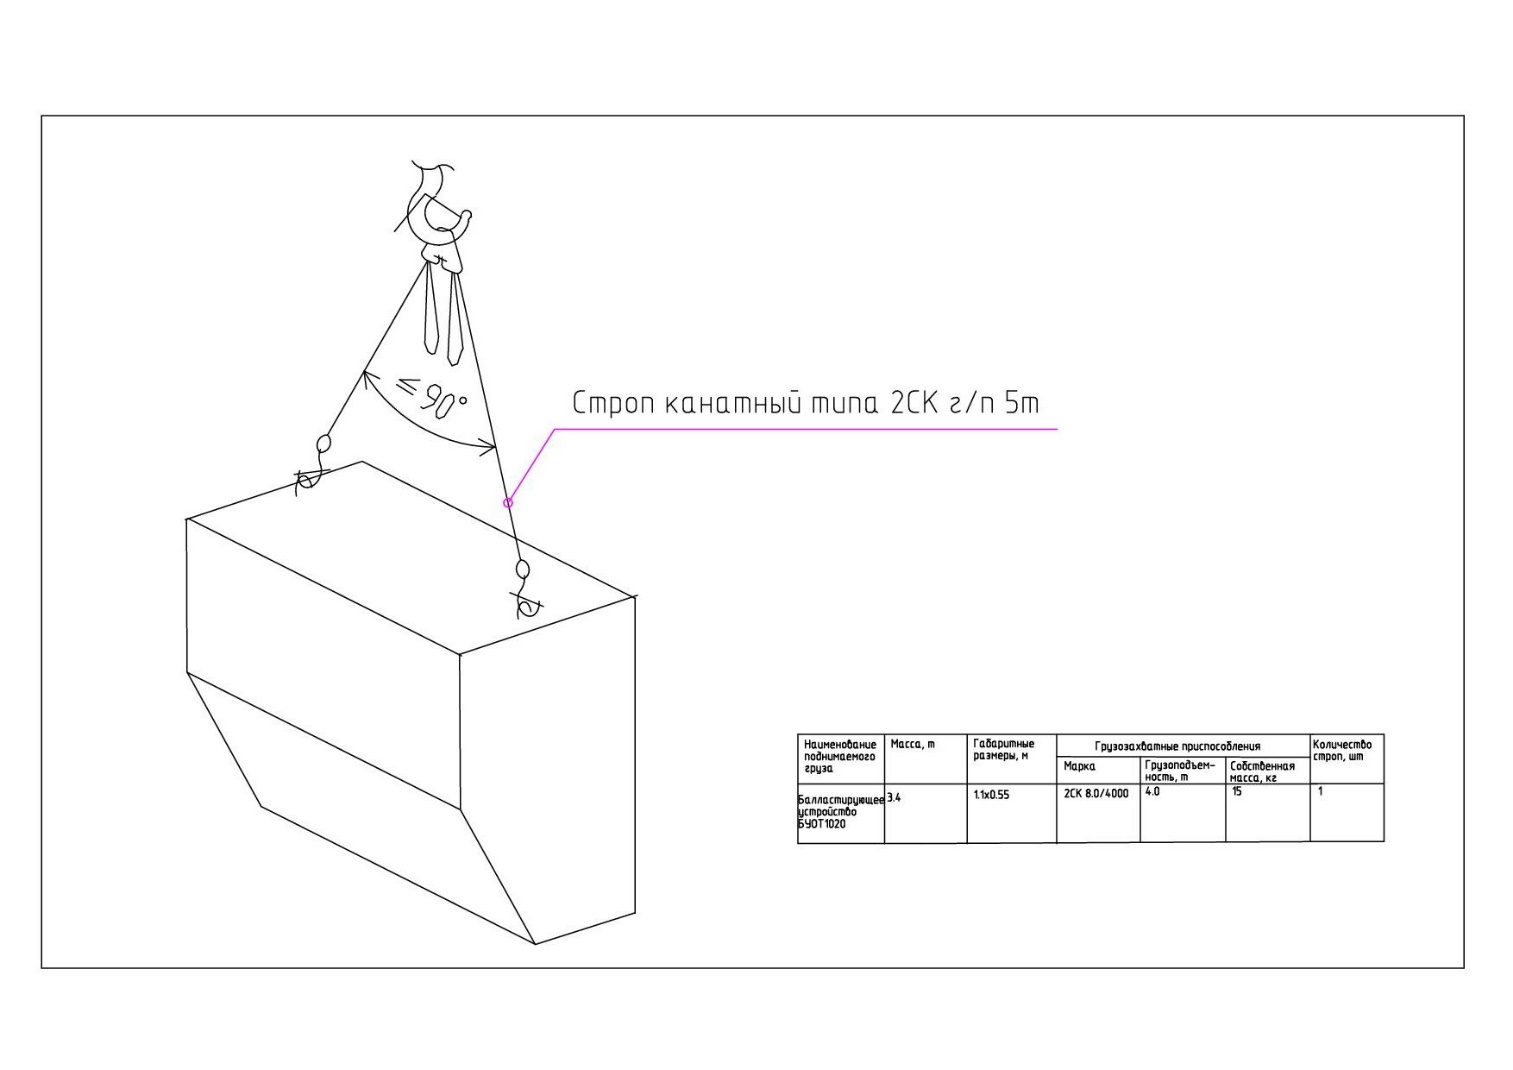 ≤ 90°
Строп канатный типа 2СК г/п 5т
Наименование
поднимаемого
груза
Масса, т
Габаритные
размеры, м
Грузозахватные приспособления
Марка
Грузоподъем-
ность, т
Собственная
масса, кг
Количество
строп, шт
Балластирующее
устройство
БУОТ1020
3.4
1.1х0.55
2СК 8.0/4000
4.0
15
1